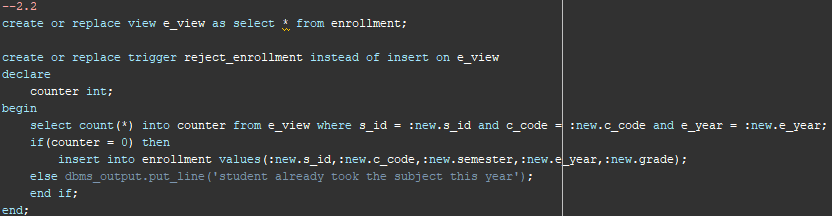 --2.2
create or replace view e_view as select * from enrollment;
create or replace trigger reject_enrollment instead of insert on e_view
declare
    counter int;
begin
    select count(*) into counter from e_view where s_id = :new.s_id and c_code = :new.c_code and e_year = :new.e_year;
    if(counter = 0) then
        insert into enrollment values(:new.s_id,:new.c_code,:new.semester,:new.e_year,:new.grade);
    else dbms_output.put_line('student already took the subject this year');
    end if;
end;